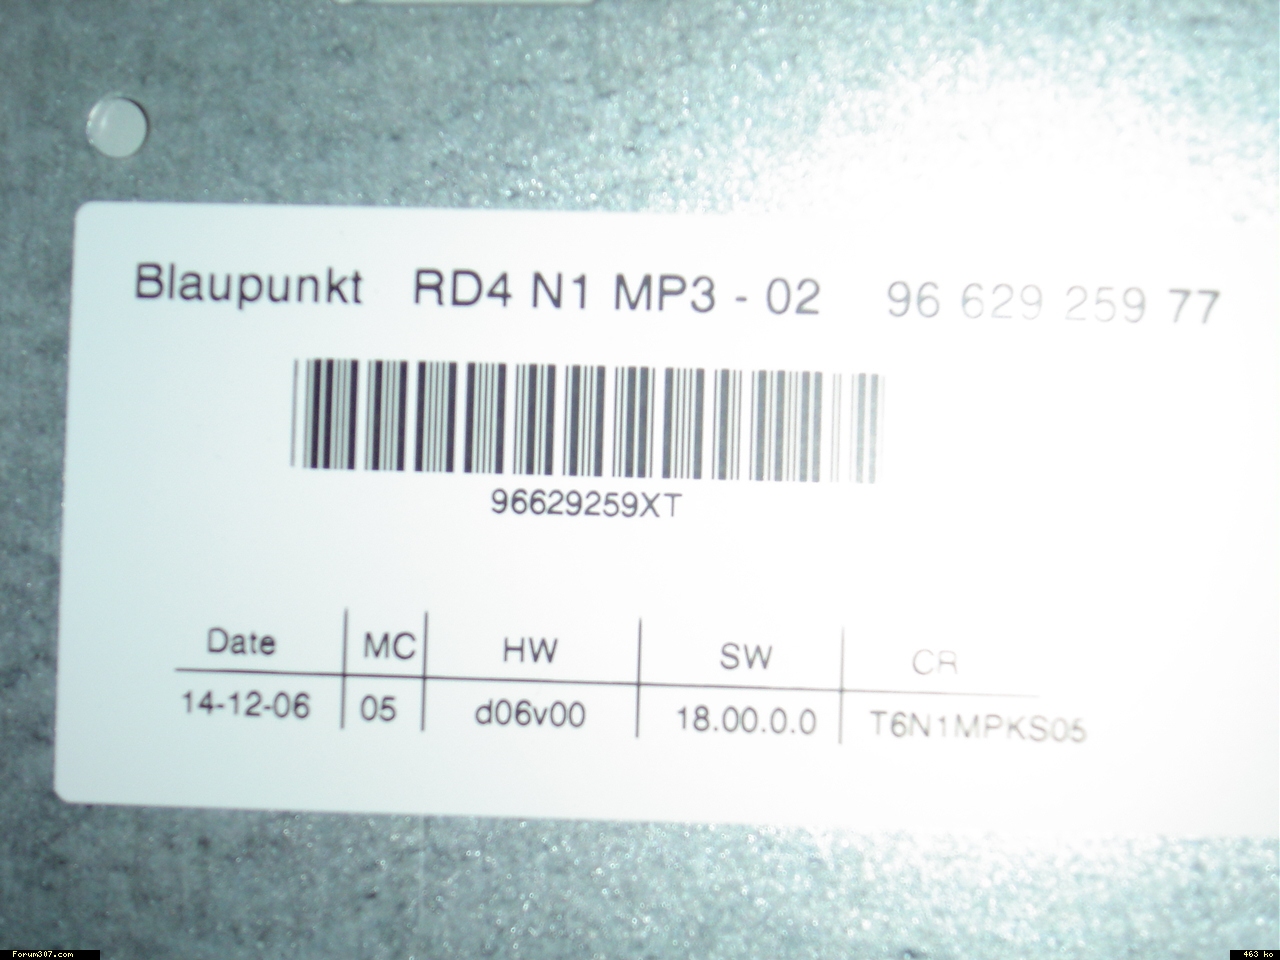 Blaupunkt RD4 N1 MP3 - 02 96 629 259 77
96629259XT
Date MC HW SW CR
14-12-06 05 d06v00 18.00.0.0 T6N1MPKS05
Forum307.com 463 ko